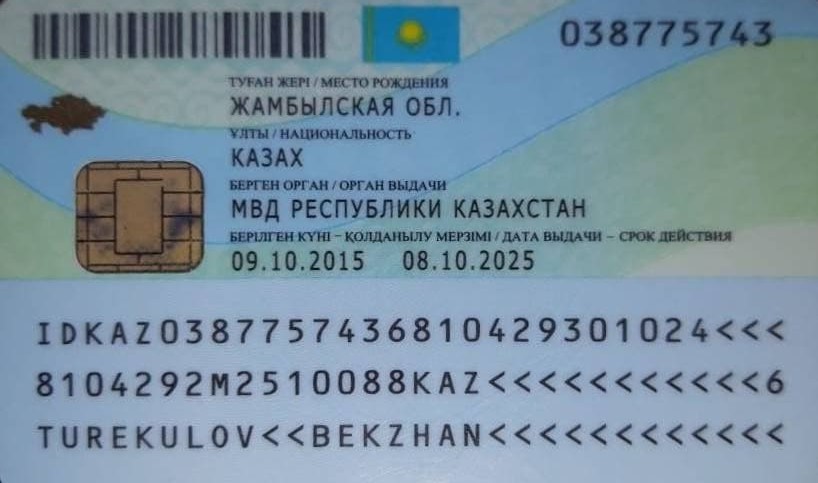 038775743
ТУҒАН ЖЕРІ / МЕСТО РОЖДЕНИЯ
ЖАМБЫЛСКАЯ ОБЛ.
ҰЛТЫ / НАЦИОНАЛЬНОСТЬ
КАЗАХ
БЕРГЕН ОРГАН / ОРГАН ВЫДАЧИ
МВД РЕСПУБЛИКИ КАЗАХСТАН
БЕРІЛГЕН КҮНІ – ҚОЛДАНЫЛУ МЕРЗІМІ / ДАТА ВЫДАЧИ – СРОК ДЕЙСТВИЯ
09.10.2015 08.10.2025
IDKAZ0387757436810429301024<<<
8104292M2510088KAZ<<<<<<<<<<<6
TUREKULOV<<BEKZHAN<<<<<<<<<<<<